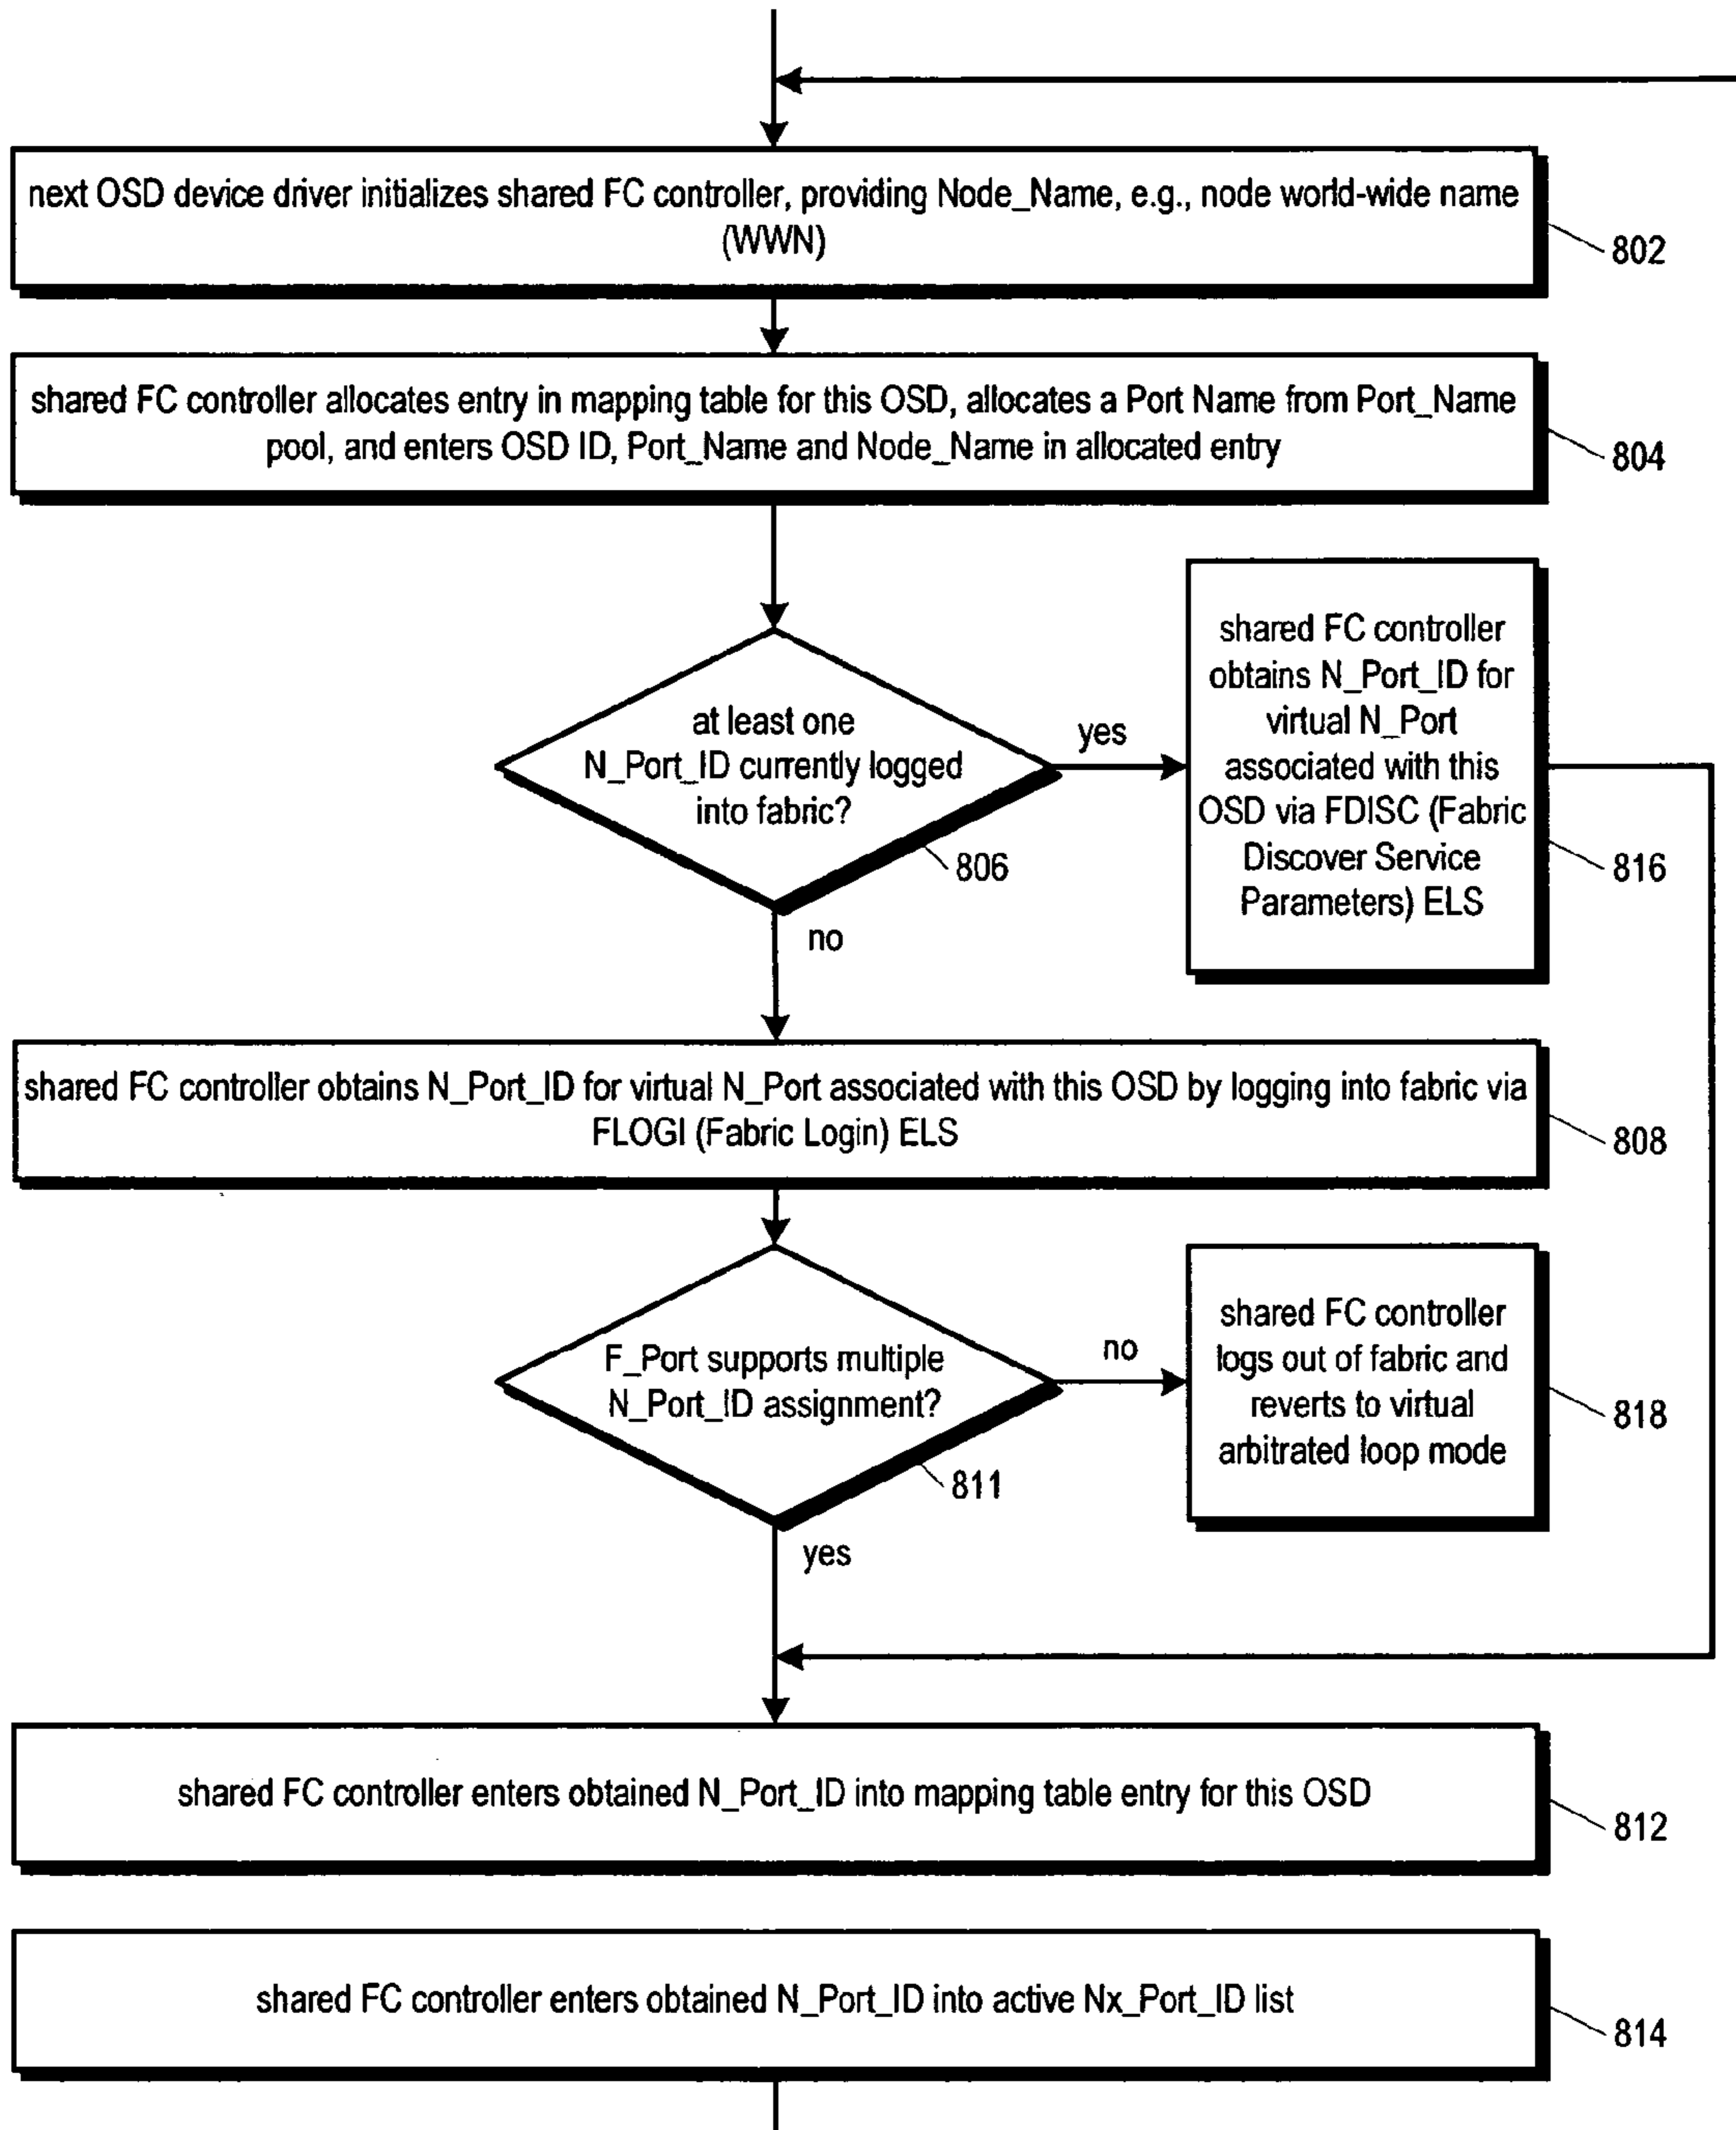 next OSD device driver initializes shared FC controller, providing Node_Name, e.g., node world-wide name
(WWN)
802
shared FC controller allocates entry in mapping table for this OSD, allocates a Port Name from Port_Name
pool, and enters OSD ID, Port_Name and Node_Name in allocated entry
804
at least one
N_Port_ID currently logged
into fabric?
806
yes
no
shared FC controller
obtains N_Port_ID for
virtual N_Port
associated with this
OSD via FDISC (Fabric
Discover Service
Parameters) ELS
816
shared FC controller obtains N_Port_ID for virtual N_Port associated with this OSD by logging into fabric via
FLOGI (Fabric Login) ELS
808
F_Port supports multiple
N_Port_ID assignment?
811
no
yes
shared FC controller
logs out of fabric and
reverts to virtual
arbitrated loop mode
818
shared FC controller enters obtained N_Port_ID into mapping table entry for this OSD
812
shared FC controller enters obtained N_Port_ID into active Nx_Port_ID list
814